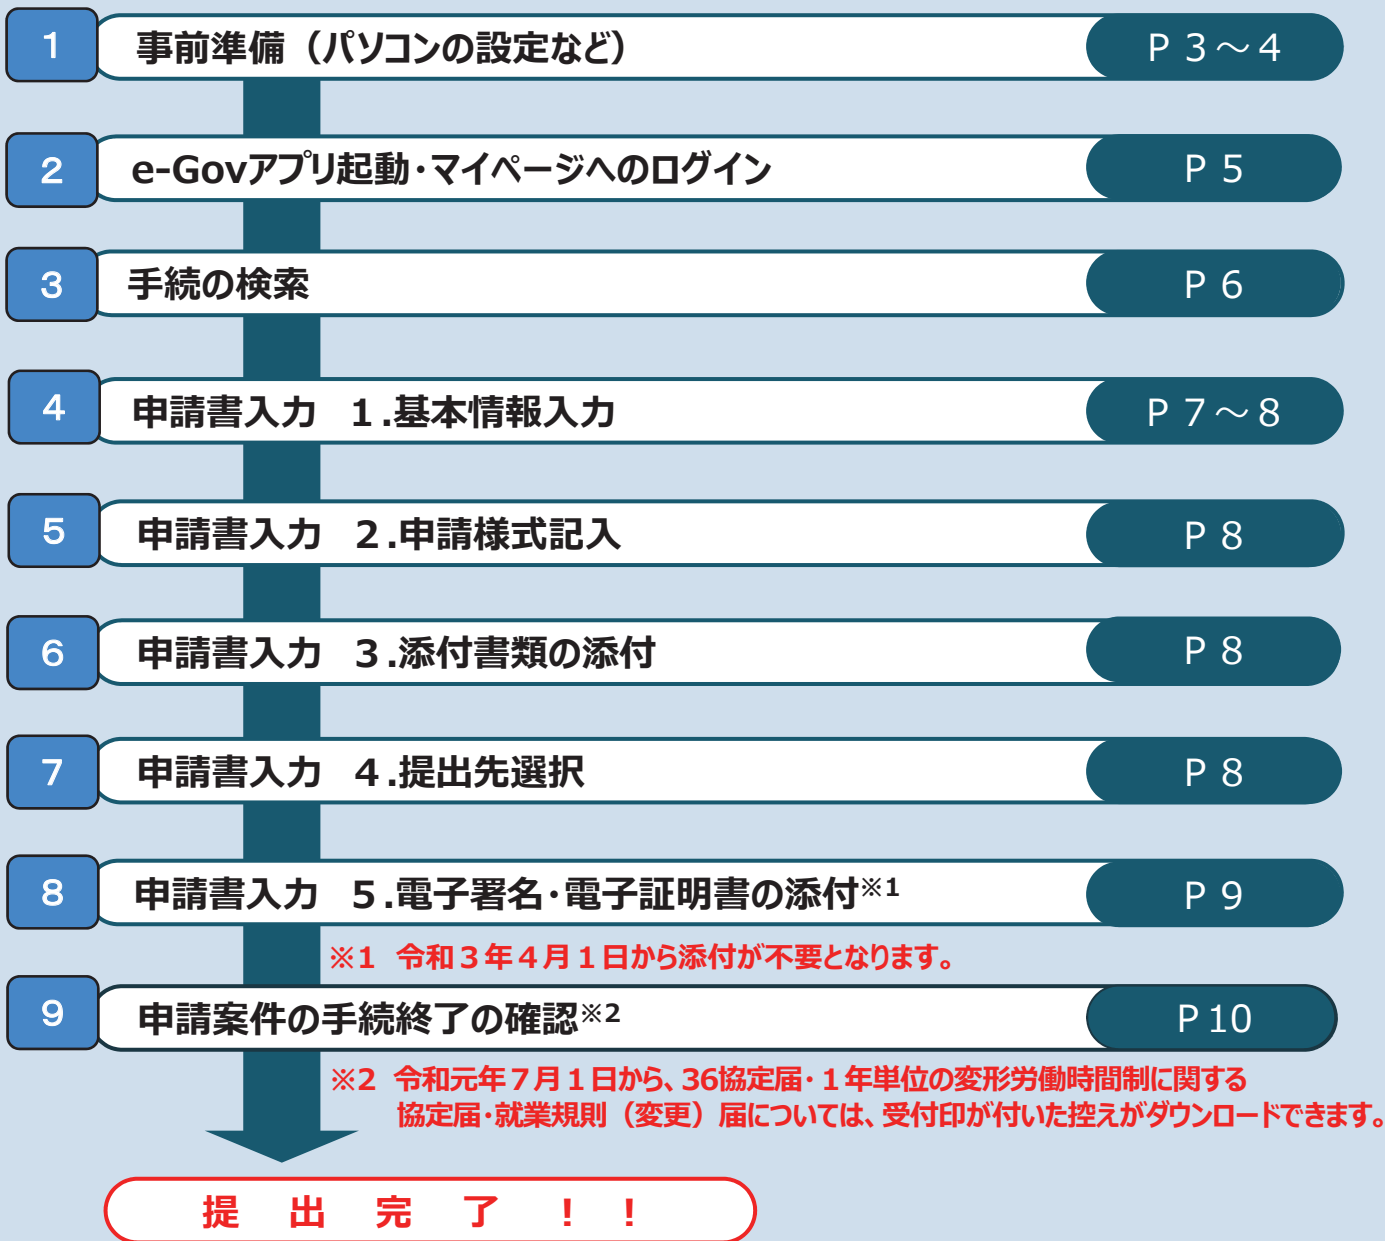 1 事前準備（パソコンの設定など） P 3～4
2 e-Govアプリ起動・マイページへのログイン P 5
3 手続の検索 P 6
4 申請書入力 １.基本情報入力 P 7～8
5 申請書入力 ２.申請様式記入 P 8
6 申請書入力 ３.添付書類の添付 P 8
7 申請書入力 ４.提出先選択 P 8
8 申請書入力 ５.電子署名・電子証明書の添付※1 P 9
※1 令和３年４月１日から添付が不要となります。
9 申請案件の手続終了の確認※2 P 10
※2 令和元年７月１日から、36協定届・１年単位の変形労働時間制に関する
協定届・就業規則（変更）届については、受付印が付いた控えがダウンロードできます。
提 出 完 了 ！ ！